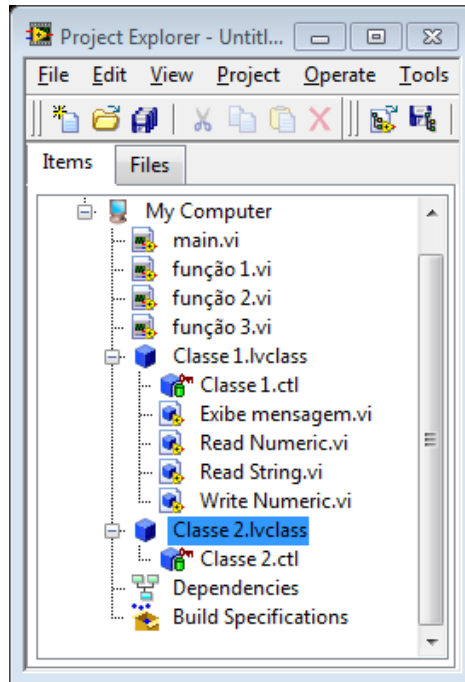 Project Explorer - Untitl...
File Edit View Project Operate Tools
Items Files
My Computer
main.vi
função 1.vi
função 2.vi
função 3.vi
Classe 1.lvclass
Classe 1.ctl
Exibe mensagem.vi
Read Numeric.vi
Read String.vi
Write Numeric.vi
Classe 2.lvclass
Classe 2.ctl
Dependencies
Build Specifications